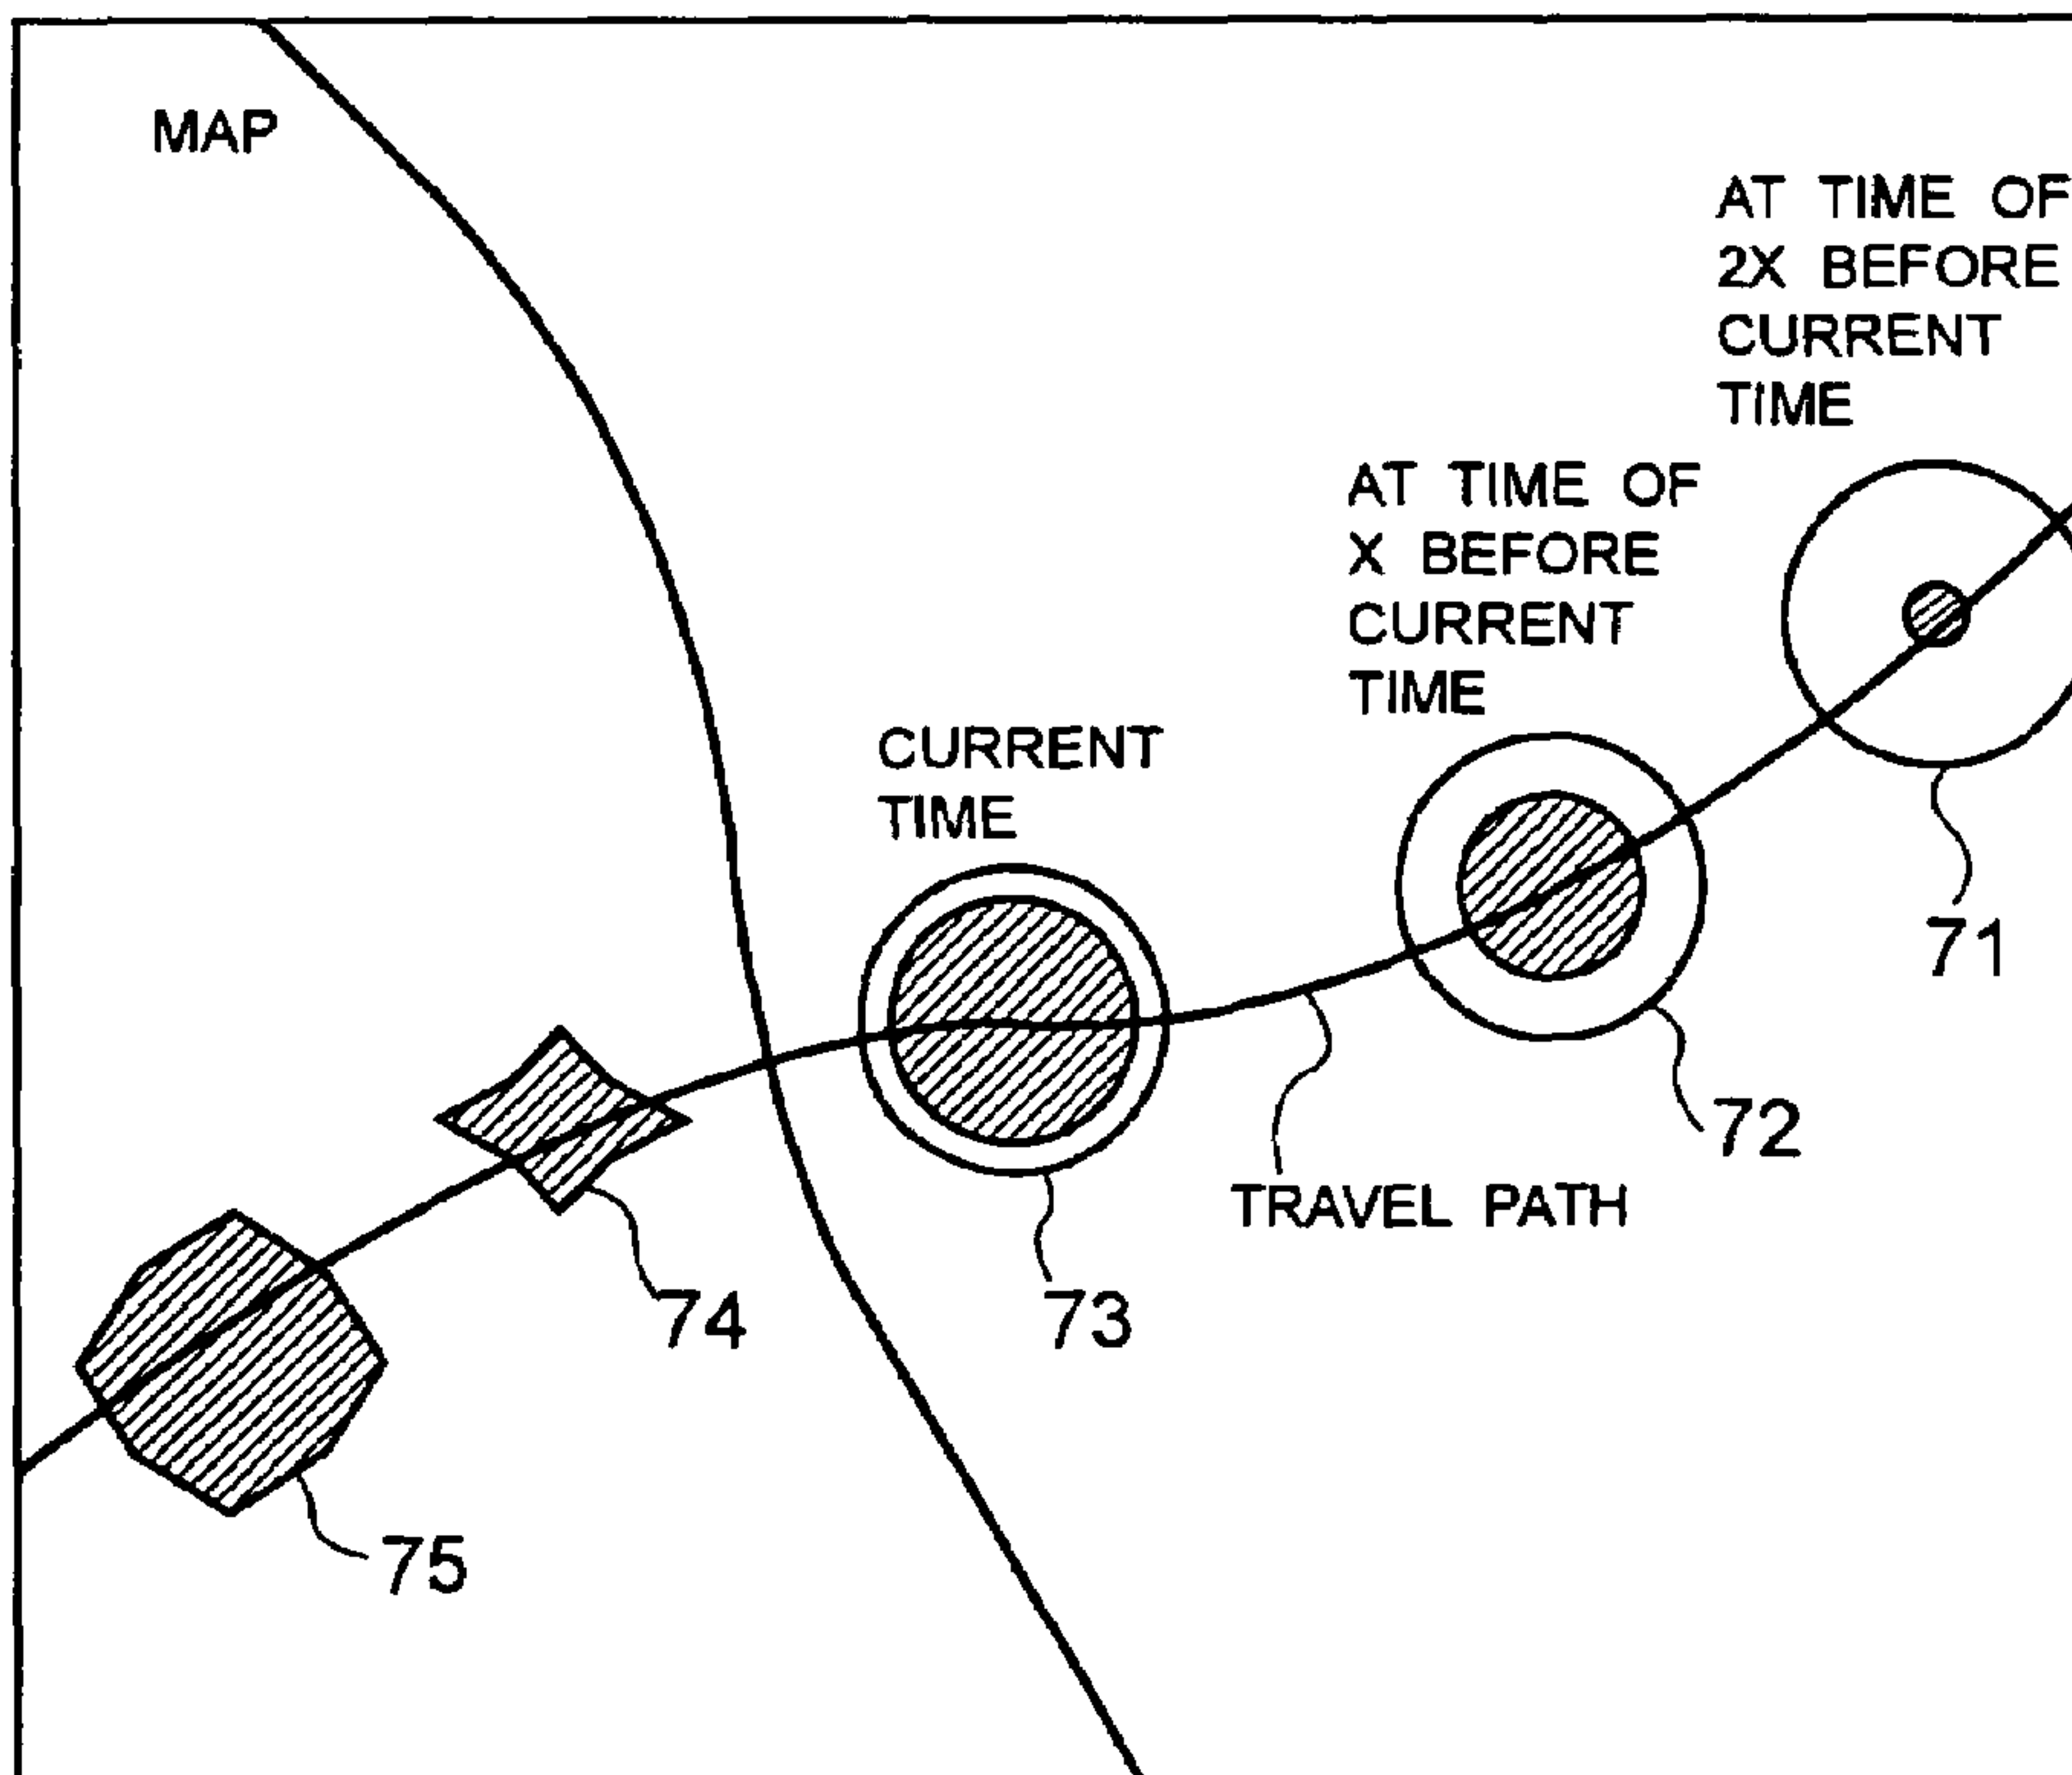 MAP
AT TIME OF
2X BEFORE
CURRENT
TIME
AT TIME OF
X BEFORE
CURRENT
TIME
CURRENT
TIME
71
72
TRAVEL PATH
73
74
75